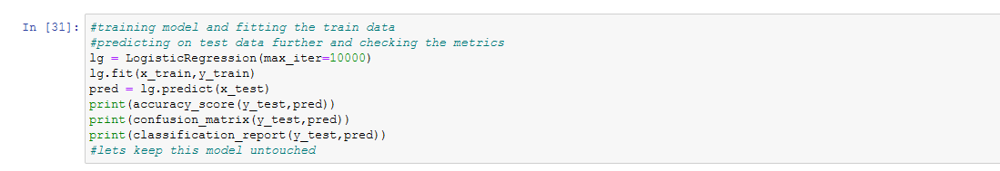 In [31]: #training model and fitting the train data
#predicting on test data further and checking the metrics
lg = LogisticRegression(max_iter=10000)
lg.fit(x_train,y_train)
pred = lg.predict(x_test)
print(accuracy_score(y_test,pred))
print(confusion_matrix(y_test,pred))
print(classification_report(y_test,pred))
#lets keep this model untouched